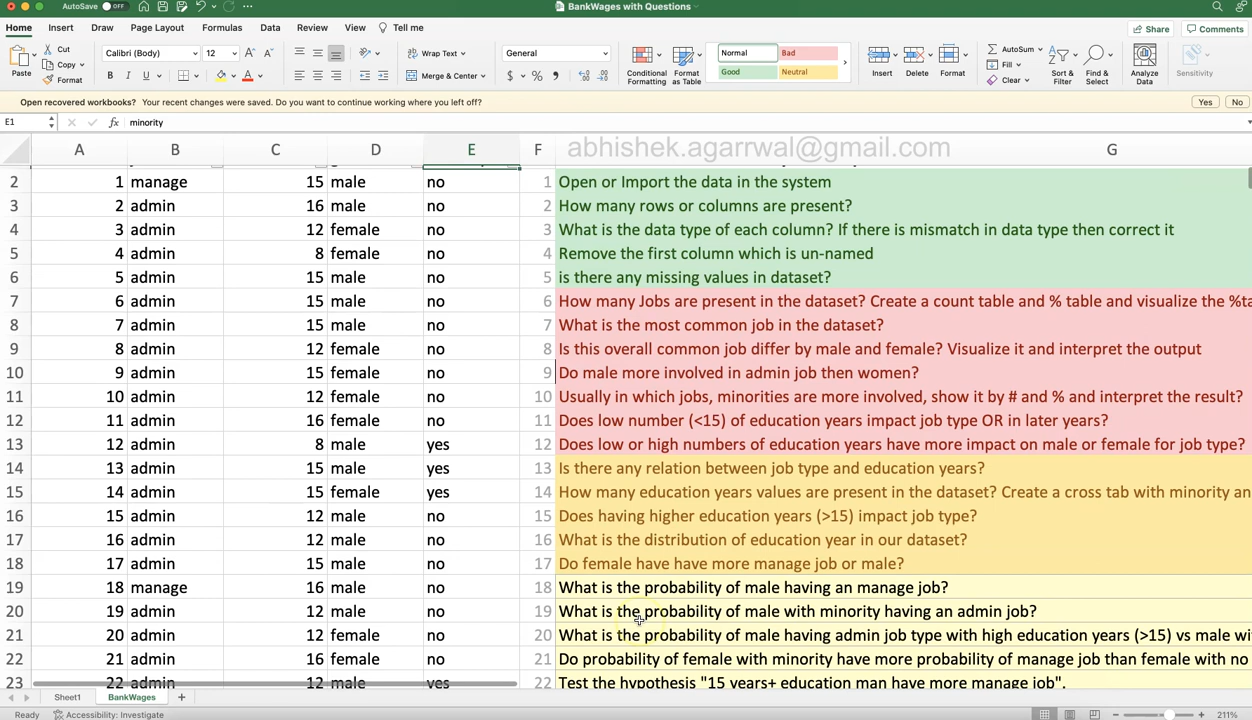 AutoSave OFF
BankWages with Questions
Home Insert Draw Page Layout Formulas Data Review View Tell me
Share Comments
Paste Cut Copy Format
Calibri (Body) 12
B I U
Wrap Text
Merge & Center
General
$ % ,
Conditional Formatting
Format as Table
Normal Bad
Good Neutral
Insert Delete Format
AutoSum
Fill
Clear
Sort & Filter
Find & Select
Analyze Data
Sensitivity
Open recovered workbooks? Your recent changes were saved. Do you want to continue working where you left off? Yes No
E1 fx minority
abhishek.agarrwal@gmail.com
A B C D E F G
2 1 manage 15 male no 1 Open or Import the data in the system
3 2 admin 16 male no 2 How many rows or columns are present?
4 3 admin 12 female no 3 What is the data type of each column? If there is mismatch in data type then correct it
5 4 admin 8 female no 4 Remove the first column which is un-named
6 5 admin 15 male no 5 is there any missing values in dataset?
7 6 admin 15 male no 6 How many Jobs are present in the dataset? Create a count table and % table and visualize the %ta
8 7 admin 15 male no 7 What is the most common job in the dataset?
9 8 admin 12 female no 8 Is this overall common job differ by male and female? Visualize it and interpret the output
10 9 admin 15 female no 9 Do male more involved in admin job then women?
11 10 admin 12 female no 10 Usually in which jobs, minorities are more involved, show it by # and % and interpret the result?
12 11 admin 16 female no 11 Does low number (<15) of education years impact job type OR in later years?
13 12 admin 8 male yes 12 Does low or high numbers of education years have more impact on male or female for job type?
14 13 admin 15 male yes 13 Is there any relation between job type and education years?
15 14 admin 15 female yes 14 How many education years values are present in the dataset? Create a cross tab with minority an
16 15 admin 12 male no 15 Does having higher education years (>15) impact job type?
17 16 admin 12 male no 16 What is the distribution of education year in our dataset?
18 17 admin 15 male no 17 Do female have have more manage job or male?
19 18 manage 16 male no 18 What is the probability of male having an manage job?
20 19 admin 12 male no 19 What is the probability of male with minority having an admin job?
21 20 admin 12 female no 20 What is the probability of male having admin job type with high education years (>15) vs male wi
22 21 admin 16 female no 21 Do probability of female with minority have more probability of manage job than female with no
23 22 admin 12 male yes 22 Test the hypothesis "15 years+ education man have more manage job".
Sheet1 BankWages +
Ready Accessibility: Investigate 211%